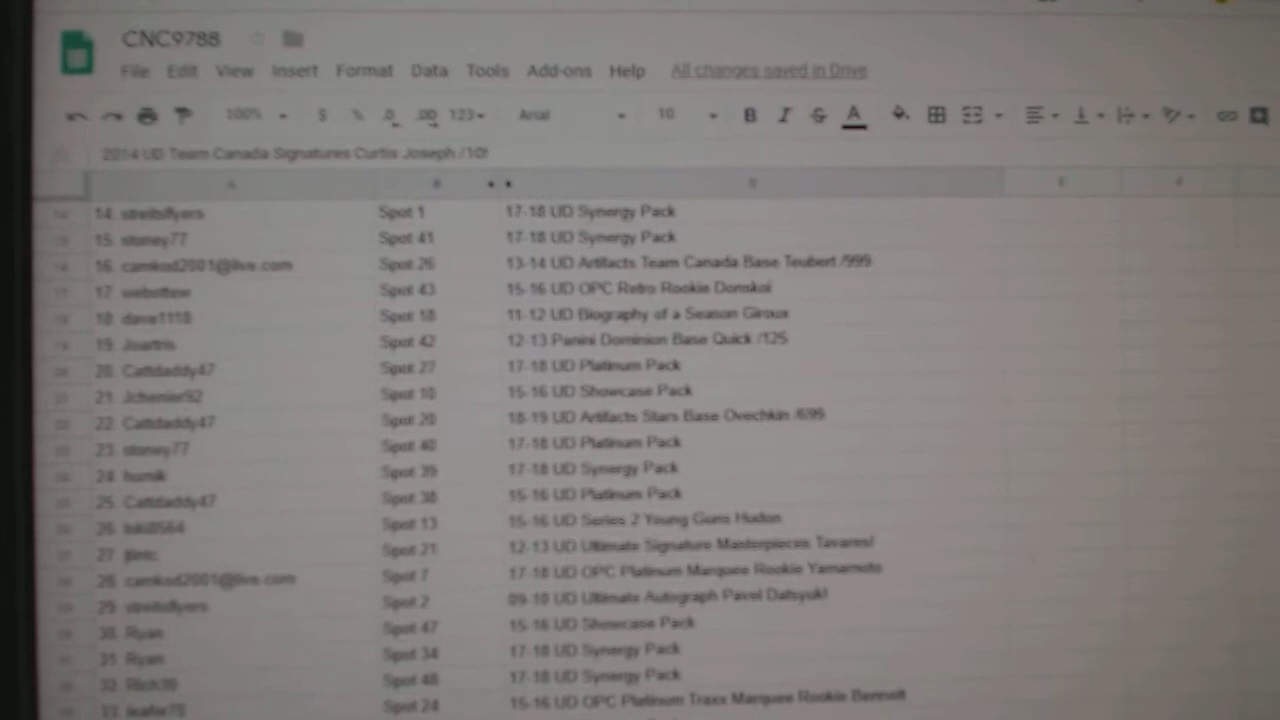 CNC9788
File Edit View Insert Format Data Tools Add-ons Help All changes saved in Drive
100% $ % .0 .00 123 Arial 10 B I S A
2014 UD Team Canada Signatures Curtis Joseph /10!
14. streibsflyers Spot 1 17-18 UD Synergy Pack
15. stoney77 Spot 41 17-18 UD Synergy Pack
16. camkod2001@live.com Spot 26 13-14 UD Artifacts Team Canada Base Teubert /999
17. webottew Spot 43 15-16 UD OPC Retro Rookie Donskoi
18. dave1118 Spot 18 11-12 UD Biography of a Season Giroux
19. Spot 42 12-13 Panini Dominion Base Quick /125
20. Cattdaddy47 Spot 27 17-18 UD Platinum Pack
21. Jchenier92 Spot 10 15-16 UD Showcase Pack
22. Cattdaddy47 Spot 20 18-19 UD Artifacts Stars Base Ovechkin /699
23. stoney77 Spot 40 17-18 UD Platinum Pack
24. Spot 39 17-18 UD Synergy Pack
25. Cattdaddy47 Spot 38 15-16 UD Platinum Pack
26. Spot 13 15-16 UD Series 2 Young Guns Hudon
27. Spot 21 12-13 UD Ultimate Signature Masterpieces Tavares!
28. camkod2001@live.com Spot 7 17-18 UD OPC Platinum Marquee Rookie Yamamoto
29. streibsflyers Spot 2 09-10 UD Ultimate Autograph Pavel Datsyuk!
30. Ryan Spot 47 15-16 UD Showcase Pack
31. Ryan Spot 34 17-18 UD Synergy Pack
32. Rich39 Spot 48 17-18 UD Synergy Pack
33. leafer75 Spot 24 15-16 UD OPC Platinum Traxx Marquee Rookie Bennett